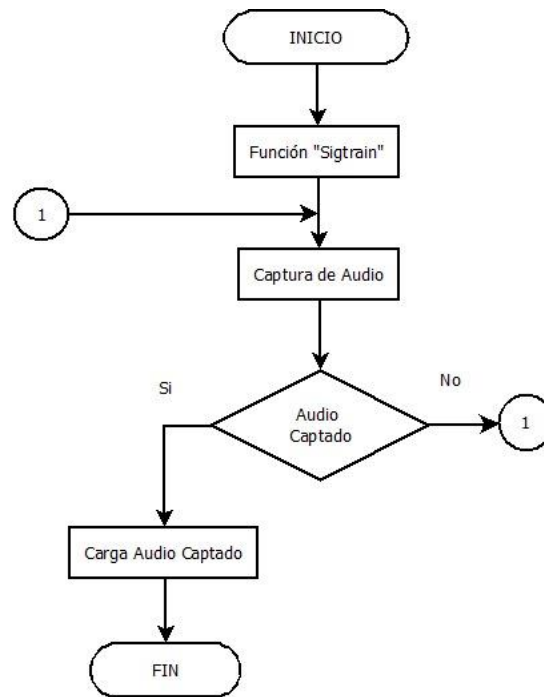 INICIO
Función "Sigtrain"
1
Captura de Audio
Si
No
Audio
Captado
1
Carga Audio Captado
FIN